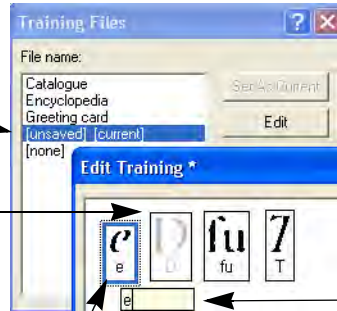 Training Files
File name:
Catalogue
Encyclopedia
Greeting card
[unsaved] [current]
[none]
Set As Current
Edit
Edit Training *
e D fu 7
e D fu T
e